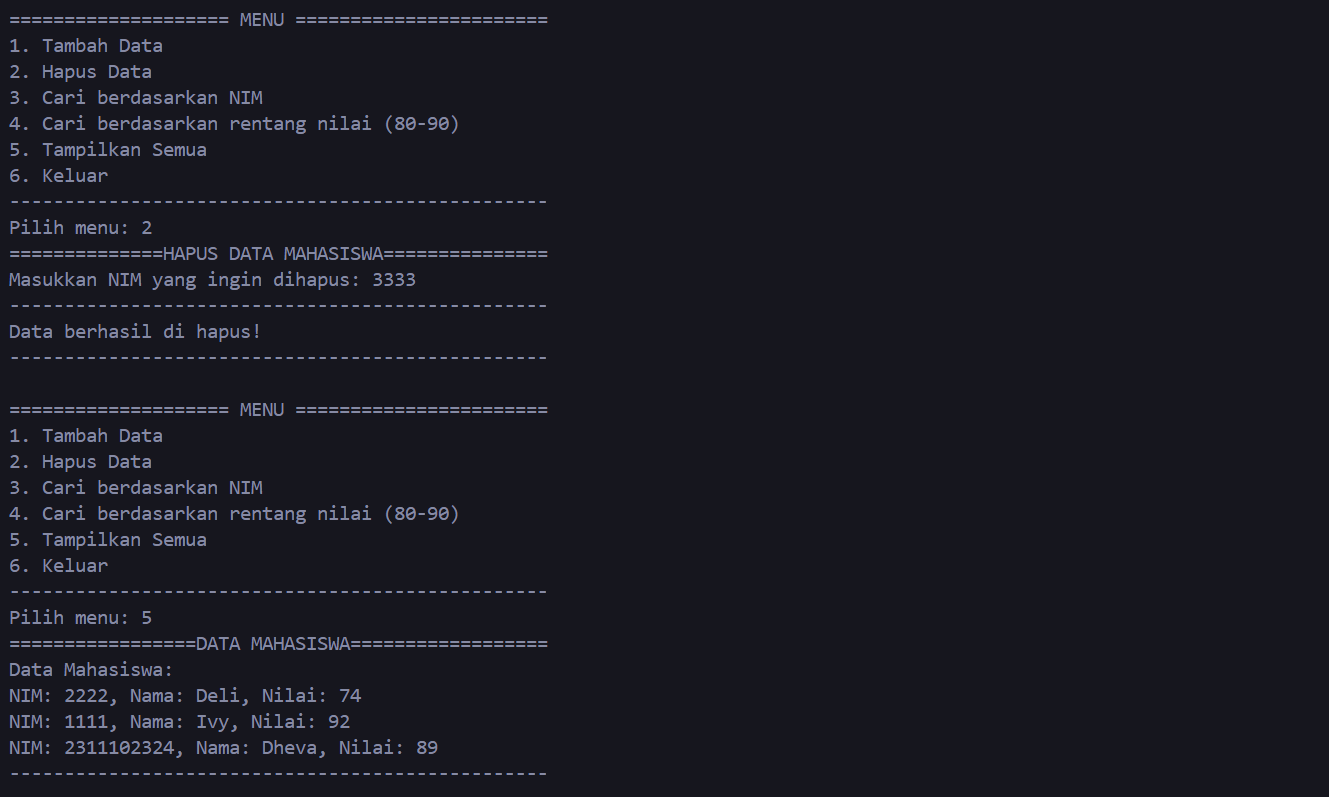 ==================== MENU =======================
1. Tambah Data
2. Hapus Data
3. Cari berdasarkan NIM
4. Cari berdasarkan rentang nilai (80-90)
5. Tampilkan Semua
6. Keluar
-------------------------------------------------
Pilih menu: 2
==============HAPUS DATA MAHASISWA===============
Masukkan NIM yang ingin dihapus: 3333
-------------------------------------------------
Data berhasil di hapus!
-------------------------------------------------
==================== MENU =======================
1. Tambah Data
2. Hapus Data
3. Cari berdasarkan NIM
4. Cari berdasarkan rentang nilai (80-90)
5. Tampilkan Semua
6. Keluar
-------------------------------------------------
Pilih menu: 5
=================DATA MAHASISWA==================
Data Mahasiswa:
NIM: 2222, Nama: Deli, Nilai: 74
NIM: 1111, Nama: Ivy, Nilai: 92
NIM: 2311102324, Nama: Dheva, Nilai: 89
-------------------------------------------------